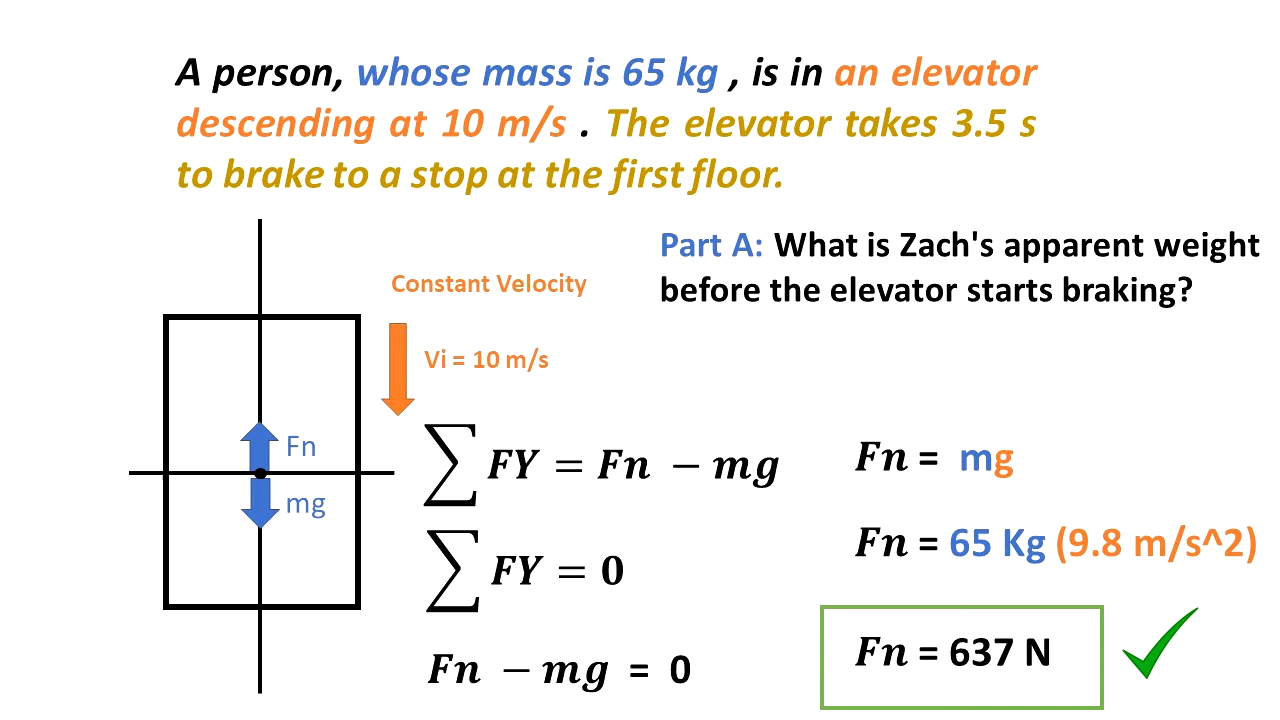 A person, whose mass is 65 kg , is in an elevator
descending at 10 m/s . The elevator takes 3.5 s
to brake to a stop at the first floor.
Part A: What is Zach's apparent weight
before the elevator starts braking?
Constant Velocity
Vi = 10 m/s
Fn
mg
∑ FY = Fn − mg
∑ FY = 0
Fn − mg = 0
Fn = mg
Fn = 65 Kg (9.8 m/s^2)
Fn = 637 N